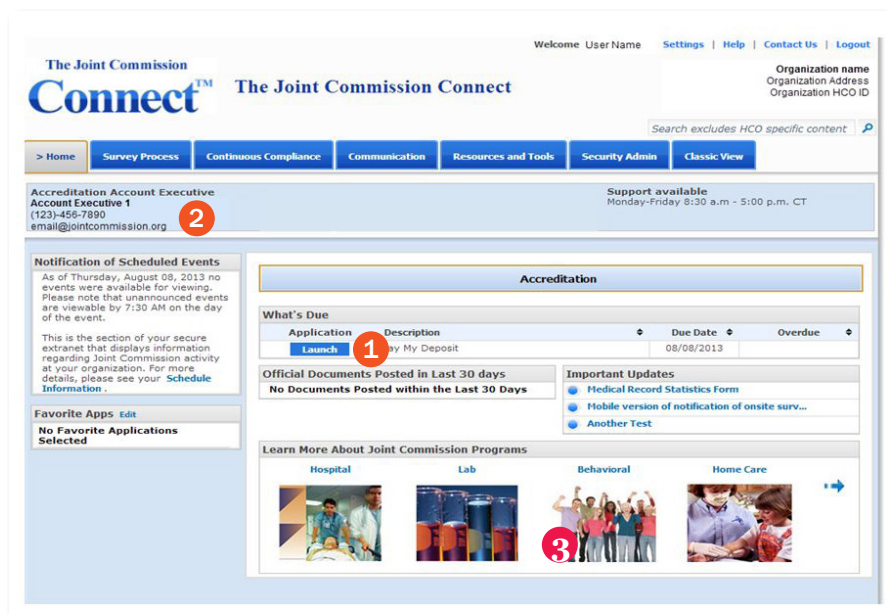 Welcome User Name Settings | Help | Contact Us | Logout
The Joint Commission
Connect™
The Joint Commission Connect
Organization name
Organization Address
Organization HCO ID
Search excludes HCO specific content
> Home Survey Process Continuous Compliance Communication Resources and Tools Security Admin Classic View
Accreditation Account Executive
Account Executive 1
(123)-456-7890
email@jointcommission.org
2
Support available
Monday-Friday 8:30 a.m - 5:00 p.m. CT
Notification of Scheduled Events
As of Thursday, August 08, 2013 no
events were available for viewing.
Please note that unannounced events
are viewable by 7:30 AM on the day
of the event.
This is the section of your secure
extranet that displays information
regarding Joint Commission activity
at your organization. For more
details, please see your Schedule
Information .
Favorite Apps Edit
No Favorite Applications
Selected
Accreditation
What's Due
Application Description Due Date Overdue
Launch 1 ay My Deposit 08/08/2013
Official Documents Posted in Last 30 days
No Documents Posted within the Last 30 Days
Important Updates
Medical Record Statistics Form
Mobile version of notification of onsite surv...
Another Test
Learn More About Joint Commission Programs
Hospital Lab Behavioral Home Care
3